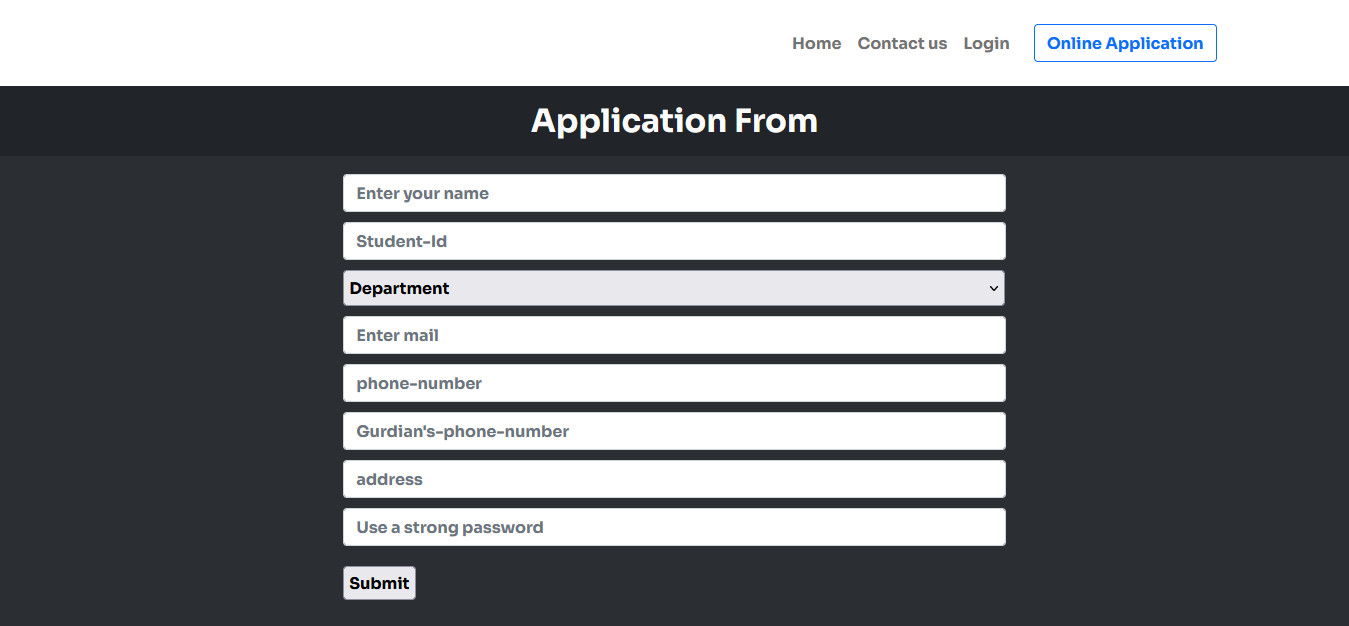 Home Contact us Login Online Application
Application From
Enter your name
Student-Id
Department
Enter mail
phone-number
Gurdian's-phone-number
address
Use a strong password
Submit